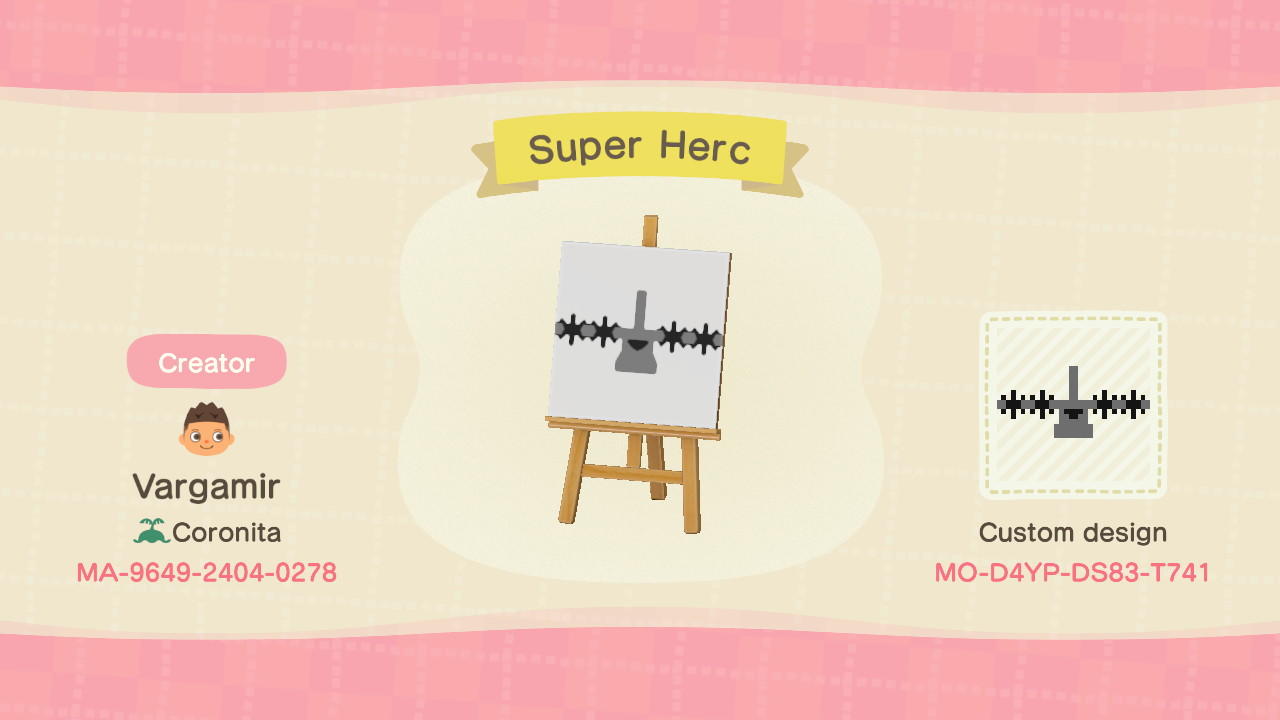 Super Herc
Creator
Vargamir
Coronita
MA-9649-2404-0278
Custom design
MO-D4YP-DS83-T741